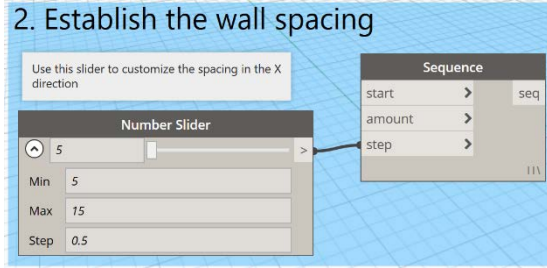 2. Establish the wall spacing
Use this slider to customize the spacing in the X
direction
Number Slider
5
>
Min 5
Max 15
Step 0.5
Sequence
start > seq
amount >
step >